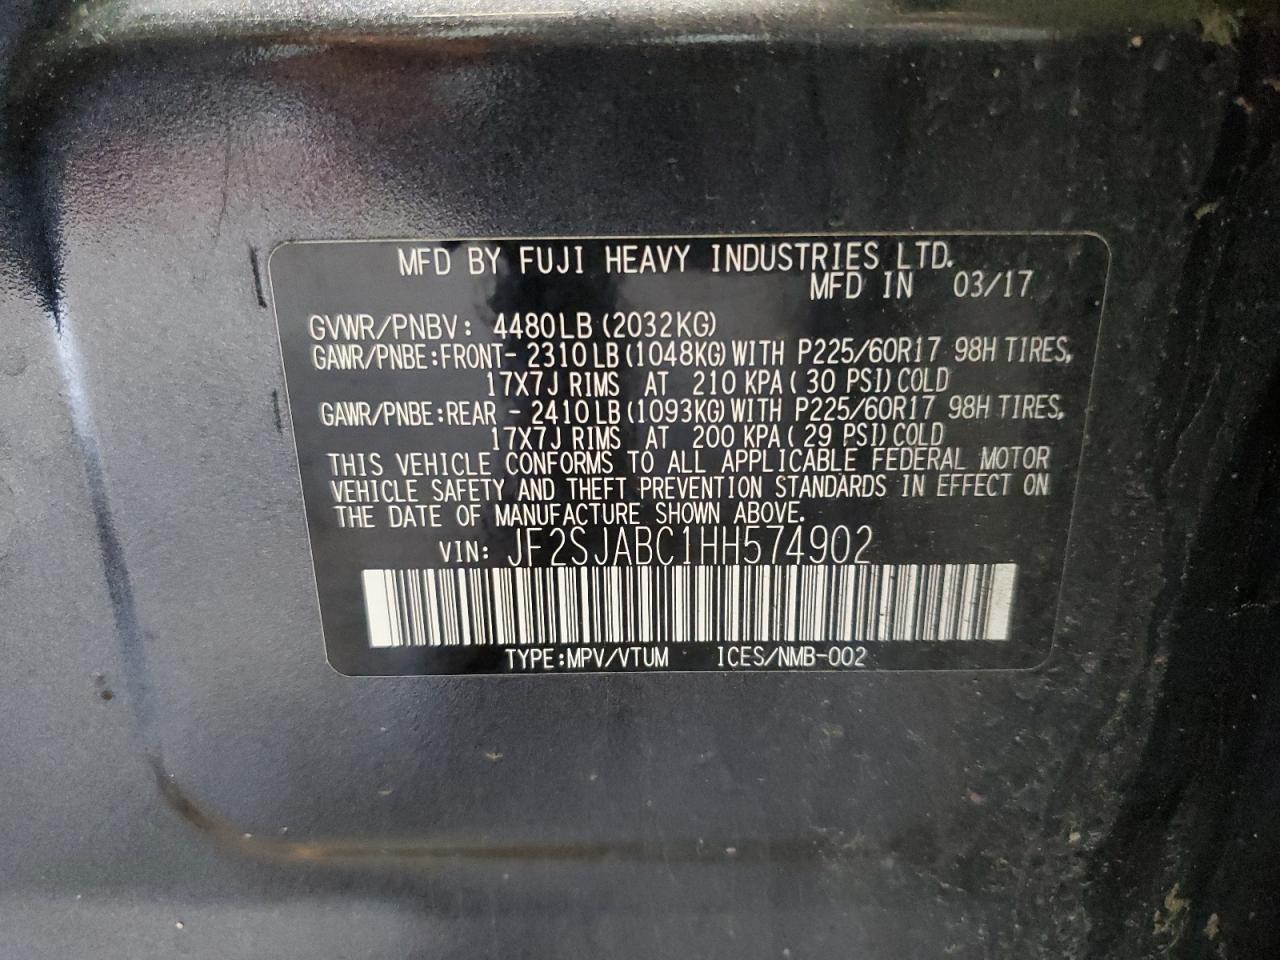 MFD BY FUJI HEAVY INDUSTRIES LTD.
MFD IN 03/17
GVWR/PNBV: 4480LB (2032KG)
GAWR/PNBE:FRONT- 2310 LB (1048KG) WITH P225/60R17 98H TIRES,
17X7J RIMS AT 210 KPA ( 30 PSI) COLD
GAWR/PNBE:REAR - 2410 LB (1093KG) WITH P225/60R17 98H TIRES,
17X7J RIMS AT 200 KPA ( 29 PSI) COLD
THIS VEHICLE CONFORMS TO ALL APPLICABLE FEDERAL MOTOR
VEHICLE SAFETY AND THEFT PREVENTION STANDARDS IN EFFECT ON
THE DATE OF MANUFACTURE SHOWN ABOVE.
VIN: JF2SJABC1HH574902
TYPE:MPV/VTUM ICES/NMB-002